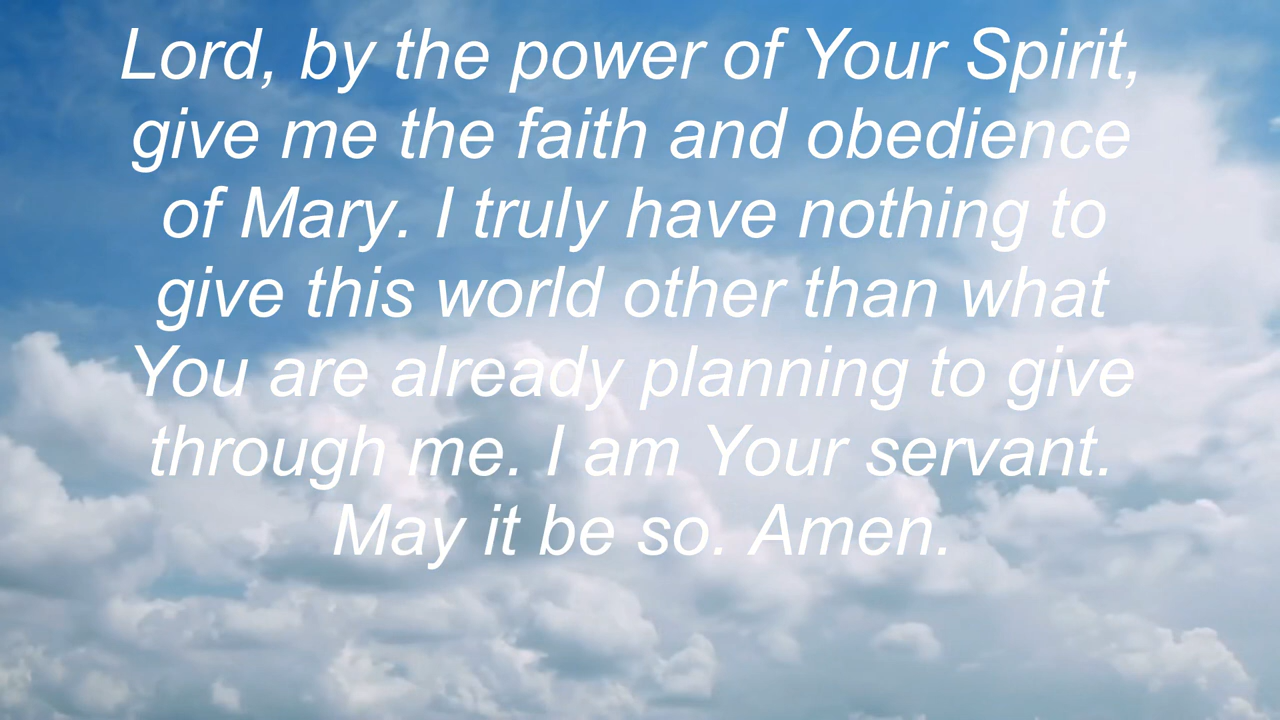 Lord, by the power of Your Spirit,
give me the faith and obedience
of Mary. I truly have nothing to
give this world other than what
You are already planning to give
through me. I am Your servant.
May it be so. Amen.